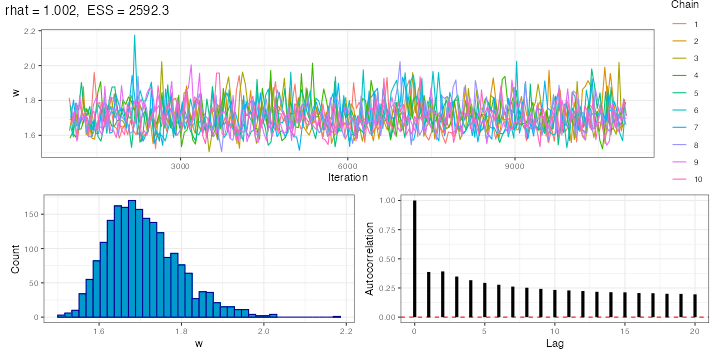 rhat = 1.002, ESS = 2592.3
Chain
1
2
3
4
5
6
7
8
9
10
w
2.2
2.0
1.8
1.6
3000 6000 9000
Iteration
Count
150
100
50
0
1.6 1.8 2.0 2.2
w
Autocorrelation
1.00
0.75
0.50
0.25
0.00
0 5 10 15 20
Lag